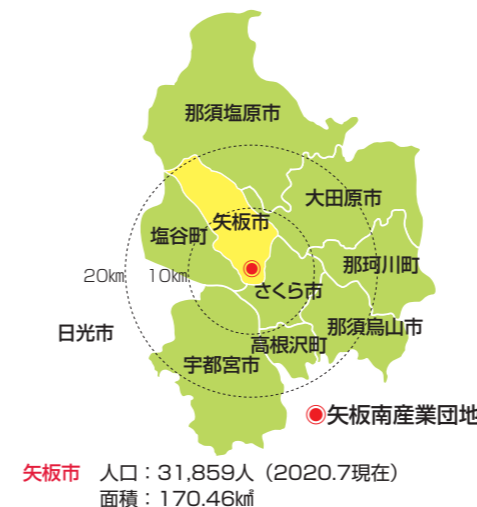 那須塩原市
大田原市
矢板市
塩谷町
那珂川町
20km
10km
さくら市
日光市
那須烏山市
高根沢町
宇都宮市
矢板南産業団地
矢板市 人口:31,859人(2020.7現在)
面積:170.46㎢